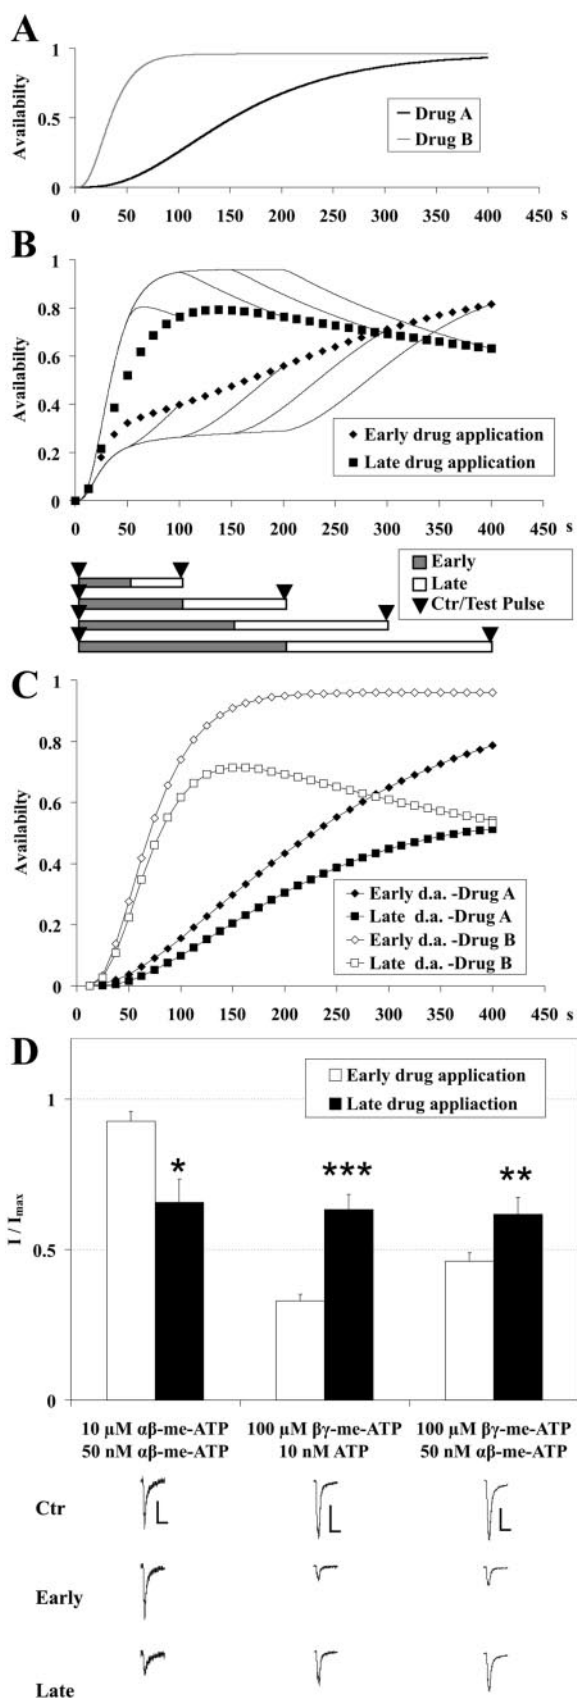 A
1
0.5
0
Availabilty
Drug A
Drug B
0 50 100 150 200 250 300 350 400 450 s
B
1
0.8
0.6
0.4
0.2
0
Availabilty
Early drug application
Late drug application
0 50 100 150 200 250 300 350 400 450 s
Early
Late
Ctr/Test Pulse
C
1
0.8
0.6
0.4
0.2
0
Availabilty
Early d.a. -Drug A
Late d.a. -Drug A
Early d.a. -Drug B
Late d.a. -Drug B
0 50 100 150 200 250 300 350 400 450 s
D
Early drug application
Late drug appliaction
1
0.5
0
I / Imax
* *** **
10 µM αβ-me-ATP 100 µM βγ-me-ATP 100 µM βγ-me-ATP
50 nM αβ-me-ATP 10 nM ATP 50 nM αβ-me-ATP
Ctr
Early
Late